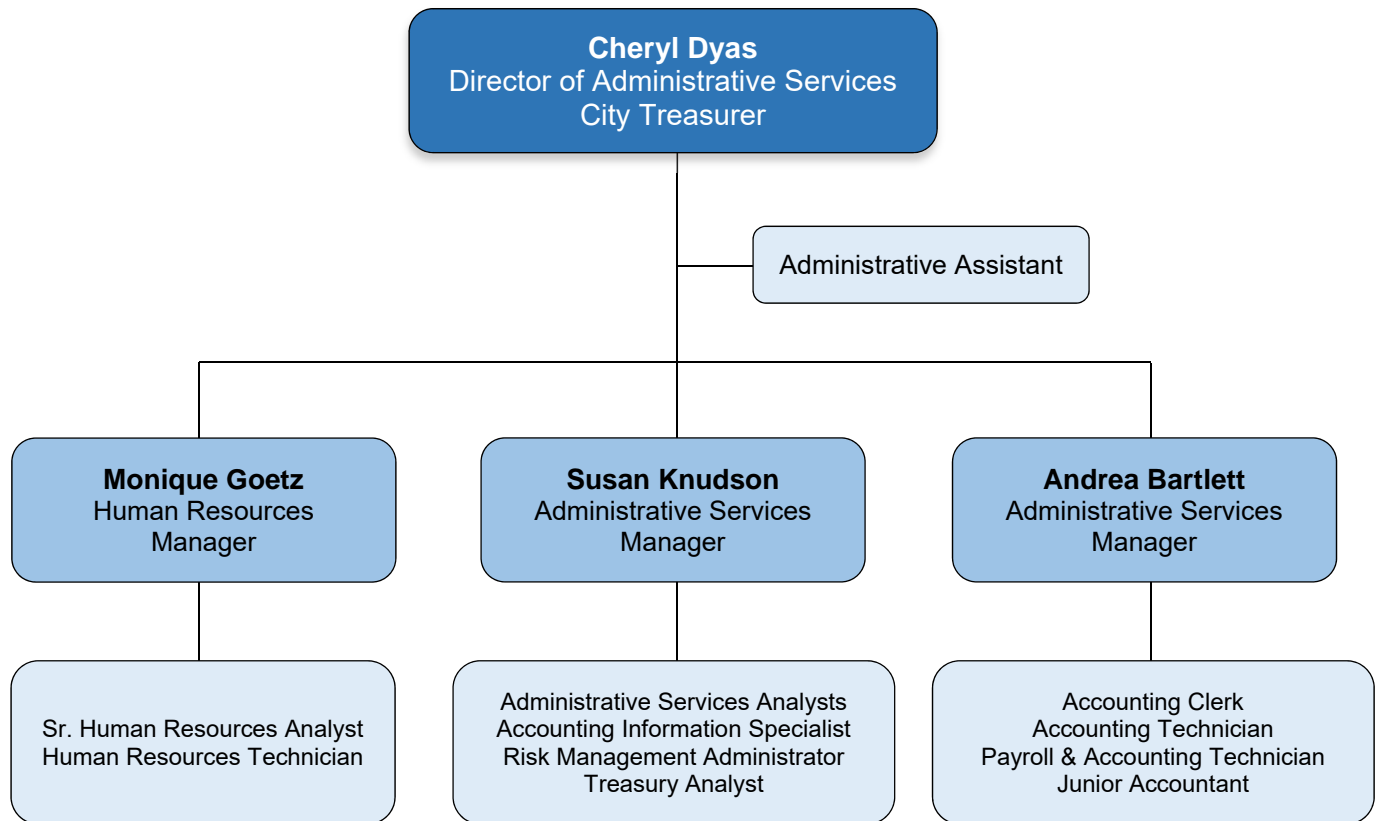 Cheryl Dyas
Director of Administrative Services
City Treasurer
Administrative Assistant
Monique Goetz
Human Resources
Manager
Susan Knudson
Administrative Services
Manager
Andrea Bartlett
Administrative Services
Manager
Sr. Human Resources Analyst
Human Resources Technician
Administrative Services Analysts
Accounting Information Specialist
Risk Management Administrator
Treasury Analyst
Accounting Clerk
Accounting Technician
Payroll & Accounting Technician
Junior Accountant